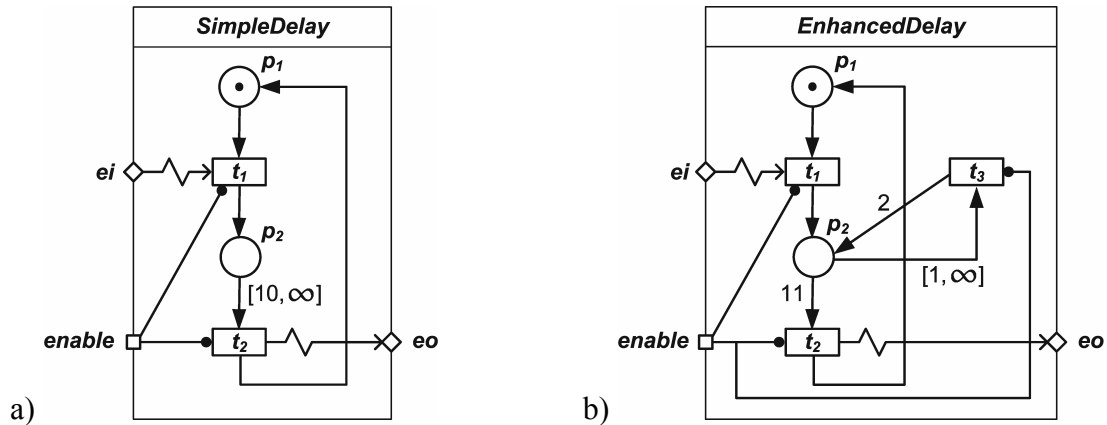 SimpleDelay
p1
ei
t1
p2
[10, ∞]
enable
t2
eo
a)
EnhancedDelay
p1
ei
t1
t3
2
p2
[1, ∞]
11
enable
t2
eo
b)